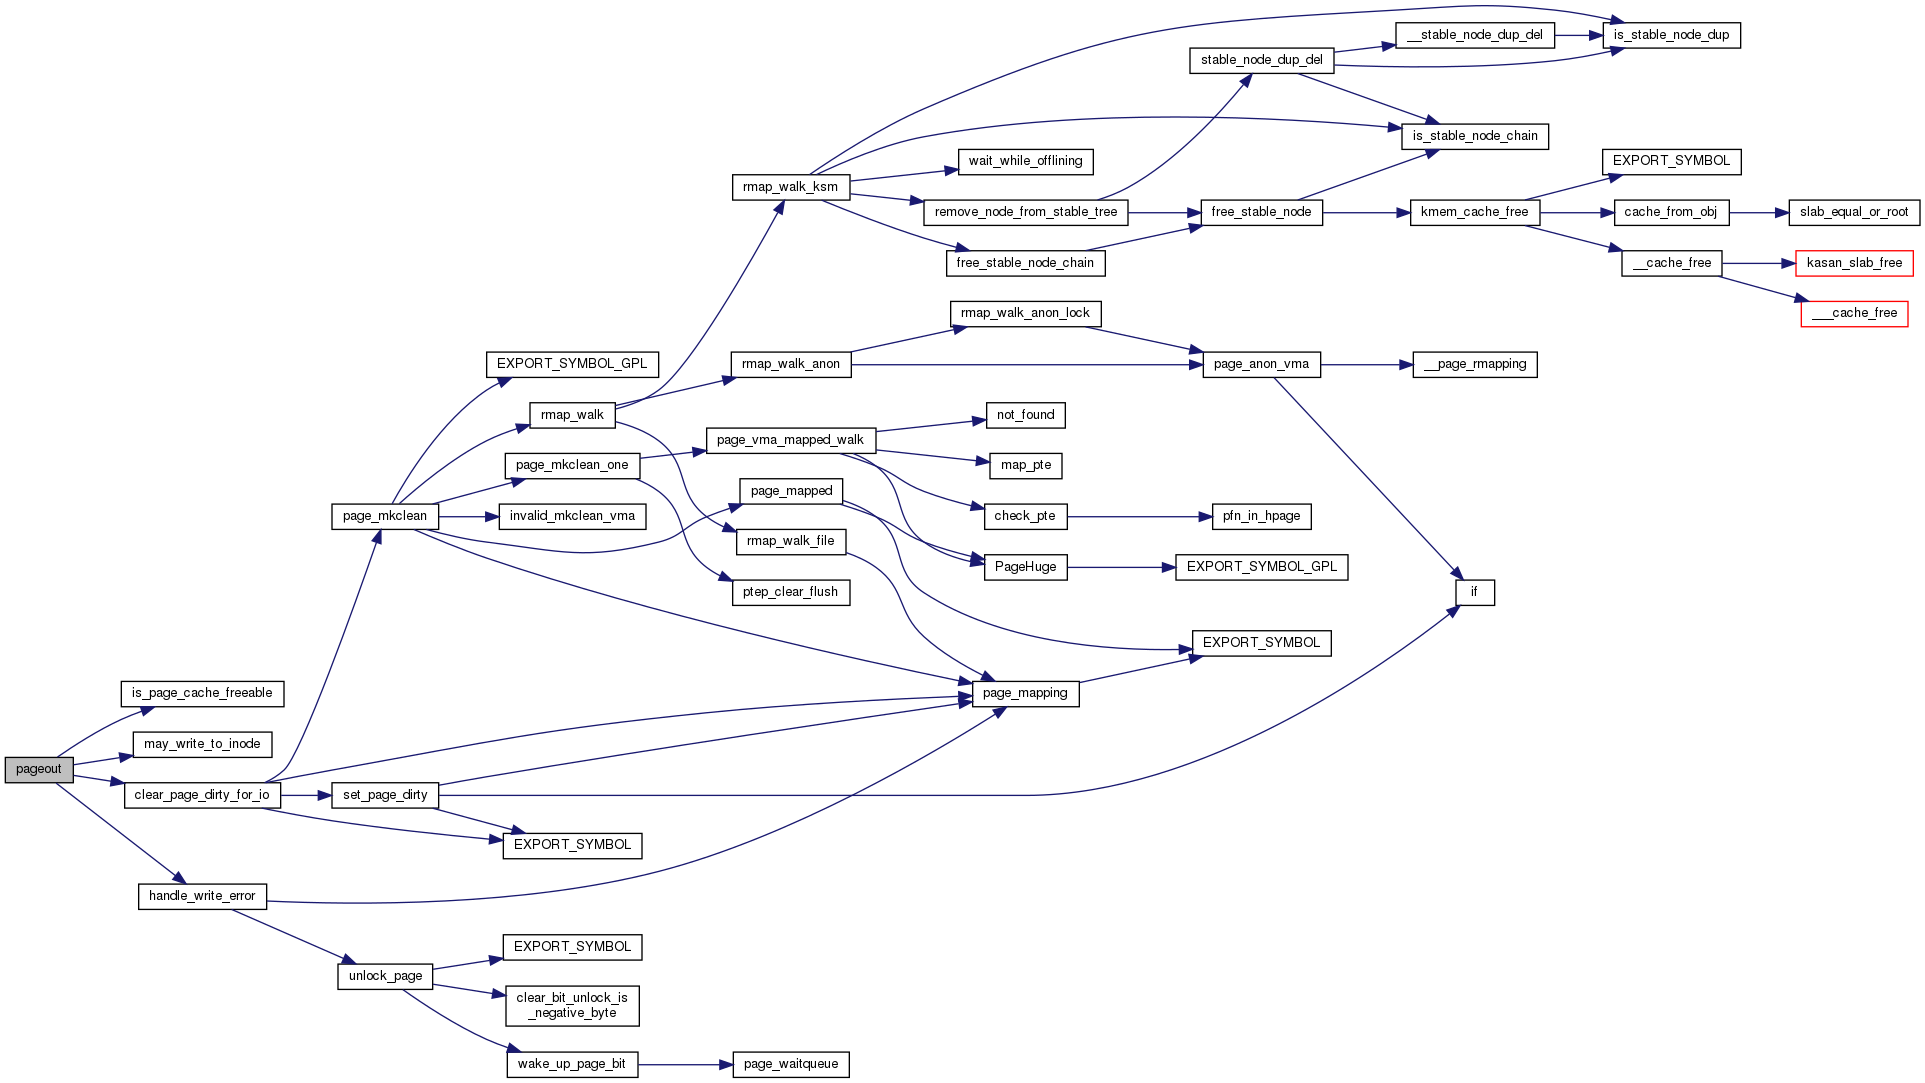 __stable_node_dup_del
is_stable_node_dup
stable_node_dup_del
is_stable_node_chain
wait_while_offlining
EXPORT_SYMBOL
rmap_walk_ksm
remove_node_from_stable_tree
free_stable_node
kmem_cache_free
cache_from_obj
slab_equal_or_root
free_stable_node_chain
__cache_free
kasan_slab_free
rmap_walk_anon_lock
___cache_free
EXPORT_SYMBOL_GPL
rmap_walk_anon
page_anon_vma
__page_rmapping
rmap_walk
not_found
page_vma_mapped_walk
page_mkclean_one
map_pte
page_mapped
page_mkclean
invalid_mkclean_vma
check_pte
pfn_in_hpage
rmap_walk_file
PageHuge
EXPORT_SYMBOL_GPL
ptep_clear_flush
if
EXPORT_SYMBOL
is_page_cache_freeable
page_mapping
may_write_to_inode
pageout
clear_page_dirty_for_io
set_page_dirty
EXPORT_SYMBOL
handle_write_error
EXPORT_SYMBOL
unlock_page
clear_bit_unlock_is
_negative_byte
wake_up_page_bit
page_waitqueue